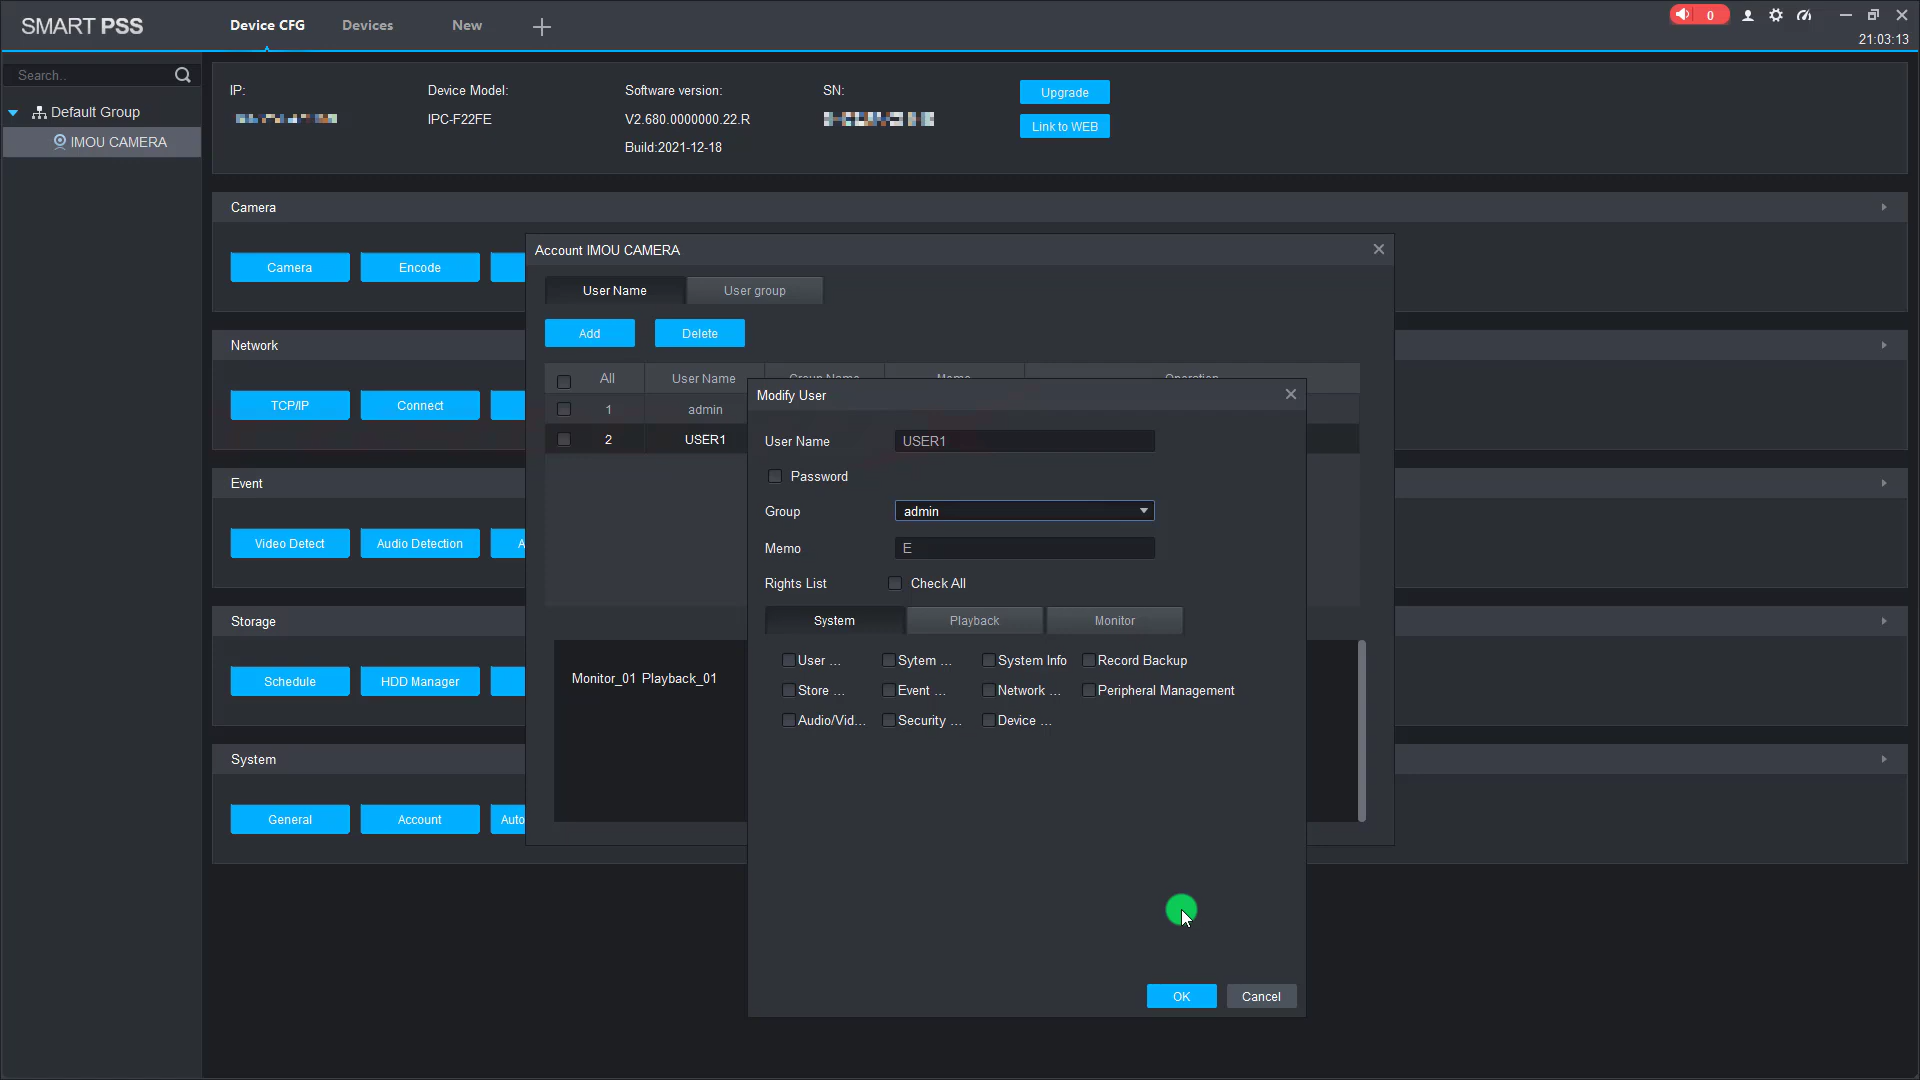 SMART PSS
Device CFG
Devices
New
0
21:03:13
Search..
Default Group
IMOU CAMERA
IP:
Device Model:
Software version:
SN:
IPC-F22FE
V2.680.0000000.22.R
Build:2021-12-18
Upgrade
Link to WEB
Camera
Camera
Encode
Network
TCP/IP
Connect
Event
Video Detect
Audio Detection
A
Storage
Schedule
HDD Manager
System
General
Account
Auto
Account IMOU CAMERA
User Name
User group
Add
Delete
All
User Name
Group Name
Memo
Operation
1
admin
2
USER1
Monitor_01 Playback_01
Modify User
User Name
USER1
Password
Group
admin
Memo
E
Rights List
Check All
System
Playback
Monitor
User ...
Sytem ...
System Info
Record Backup
Store ...
Event ...
Network ...
Peripheral Management
Audio/Vid...
Security ...
Device ...
OK
Cancel